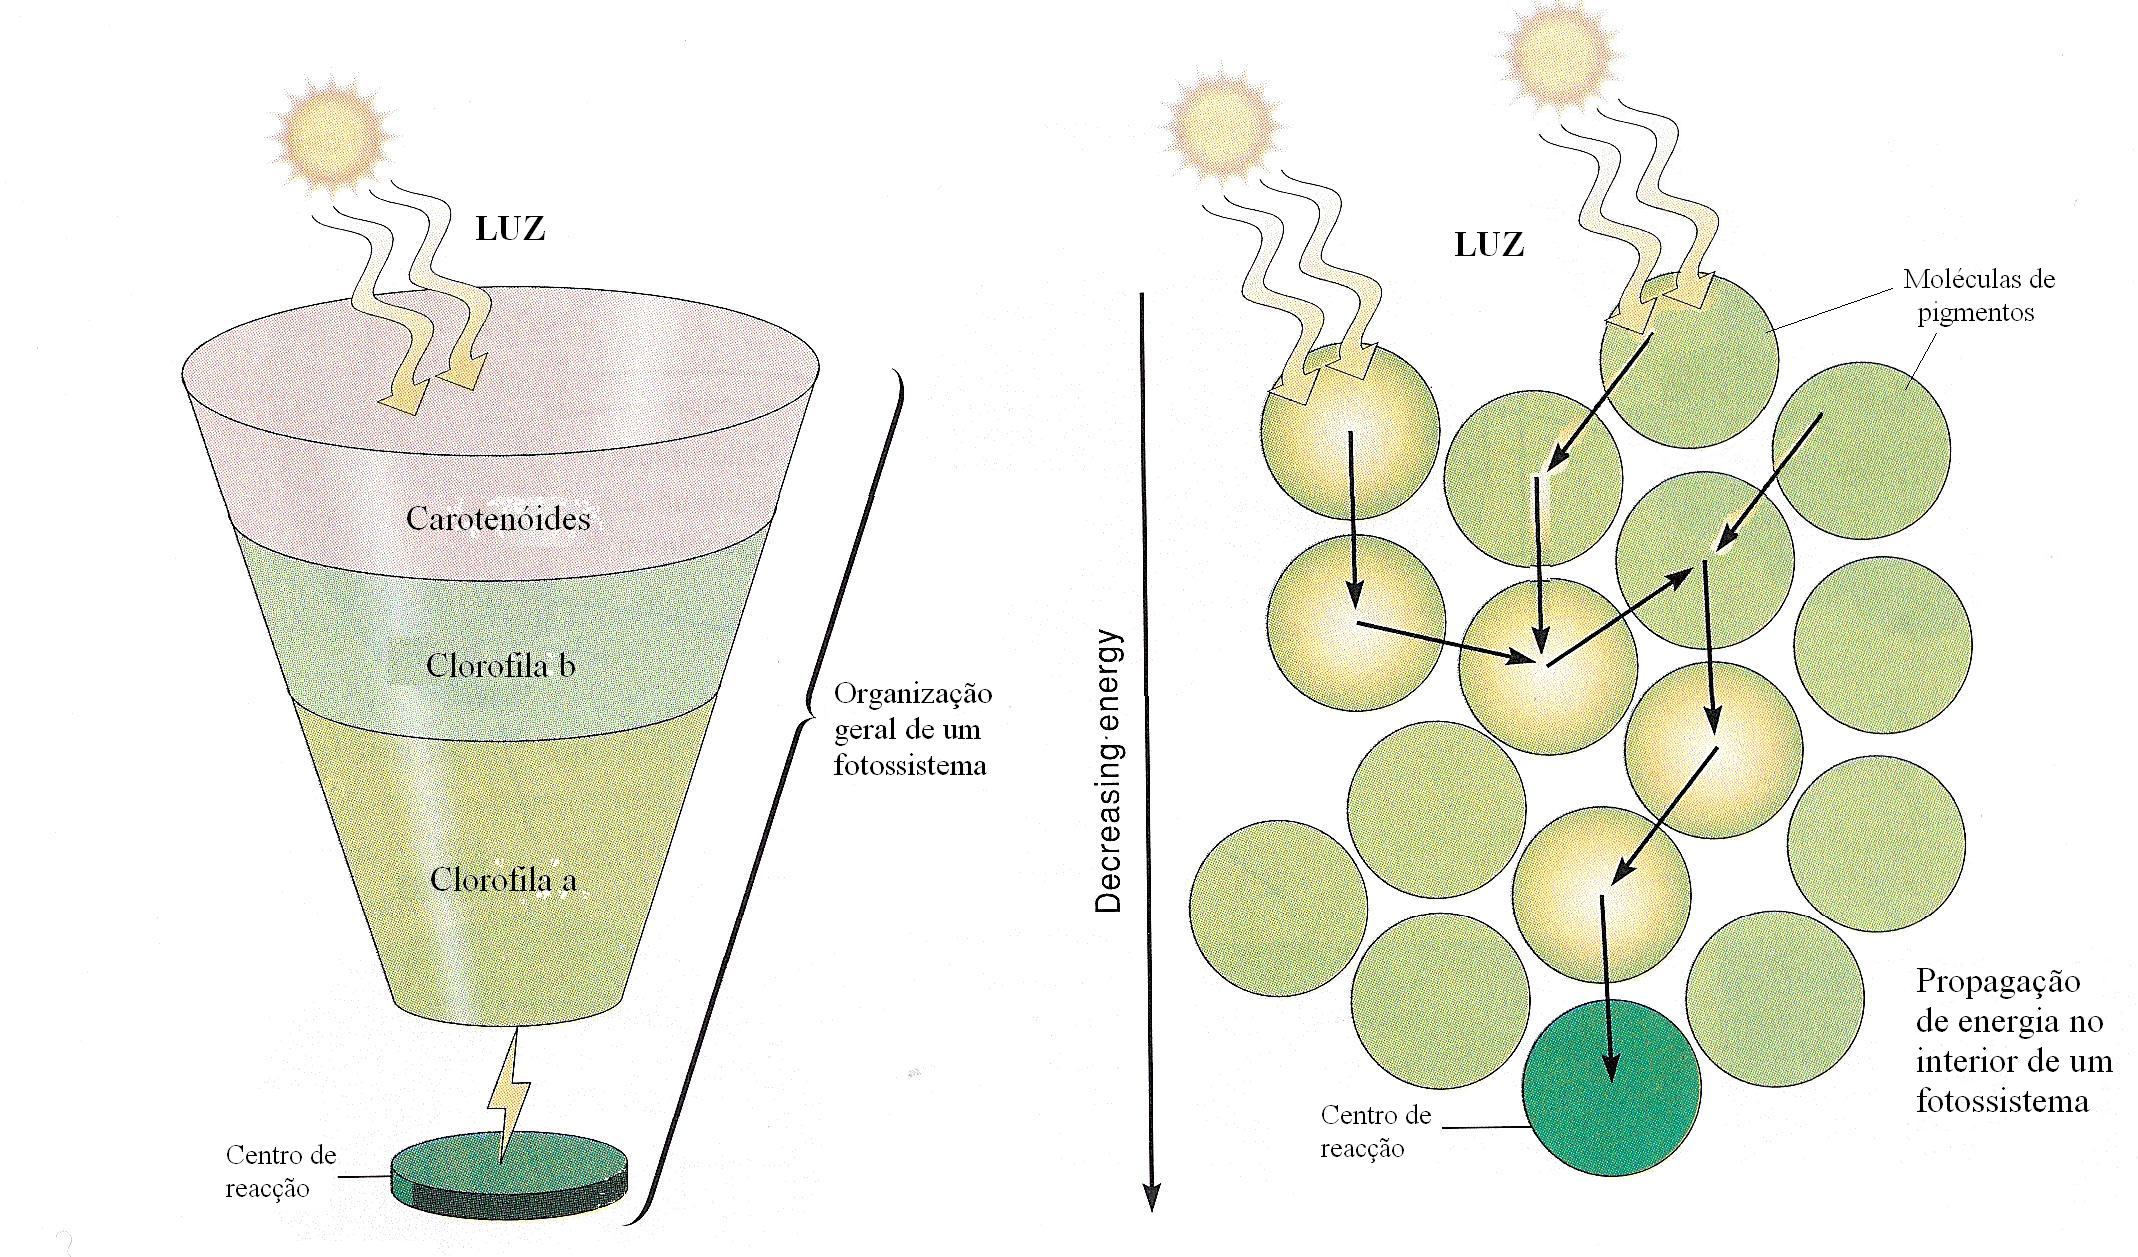 LUZ
Carotenóides
Clorofila b
Clorofila a
Organização
geral de um
fotossistema
Centro de
reacção
LUZ
Moléculas de
pigmentos
Decreasing energy
Centro de
reacção
Propagação
de energia no
interior de um
fotossistema